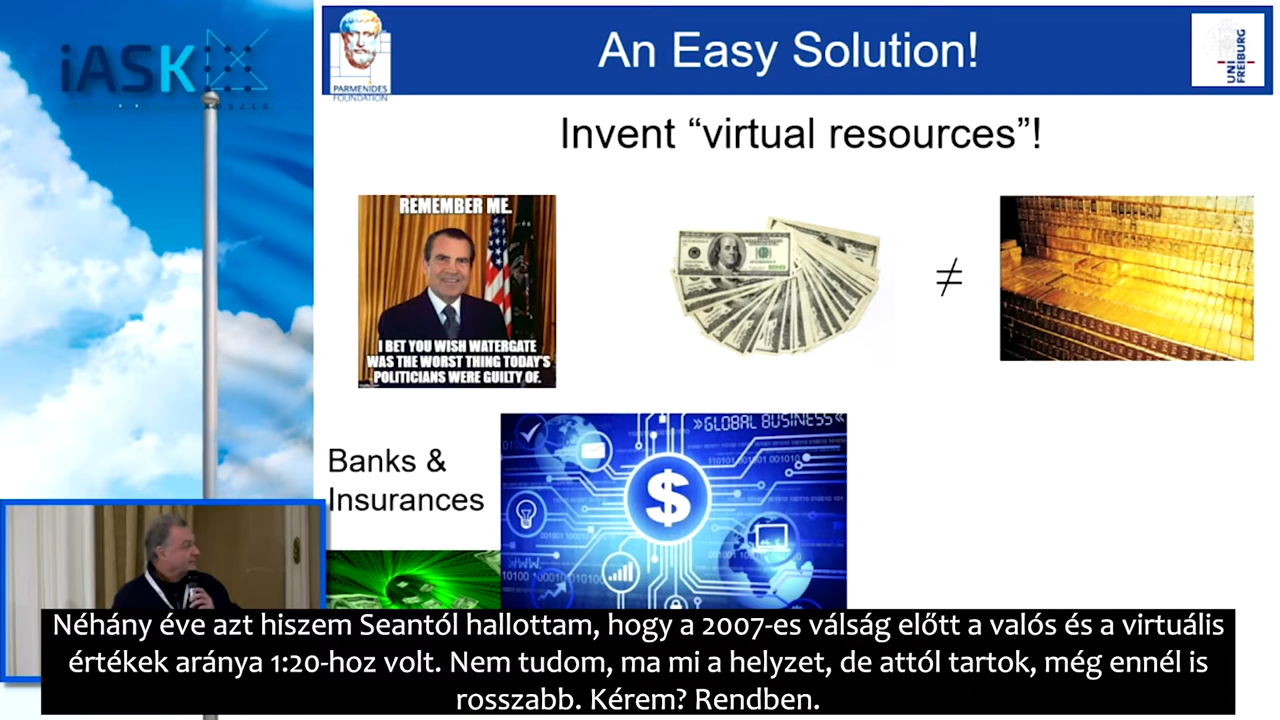 iASK
KŐSZEG
PARMENIDES
FOUNDATION
An Easy Solution!
UNI
FREIBURG
Invent “virtual resources”!
REMEMBER ME.
I BET YOU WISH WATERGATE
WAS THE WORST THING TODAY'S
POLITICIANS WERE GUILTY OF.
≠
Banks &
Insurances
»GLOBAL BUSINESS«
$
WWW
Néhány éve azt hiszem Seantól hallottam, hogy a 2007-es válság előtt a valós és a virtuális
értékek aránya 1:20-hoz volt. Nem tudom, ma mi a helyzet, de attól tartok, még ennél is
rosszabb. Kérem? Rendben.